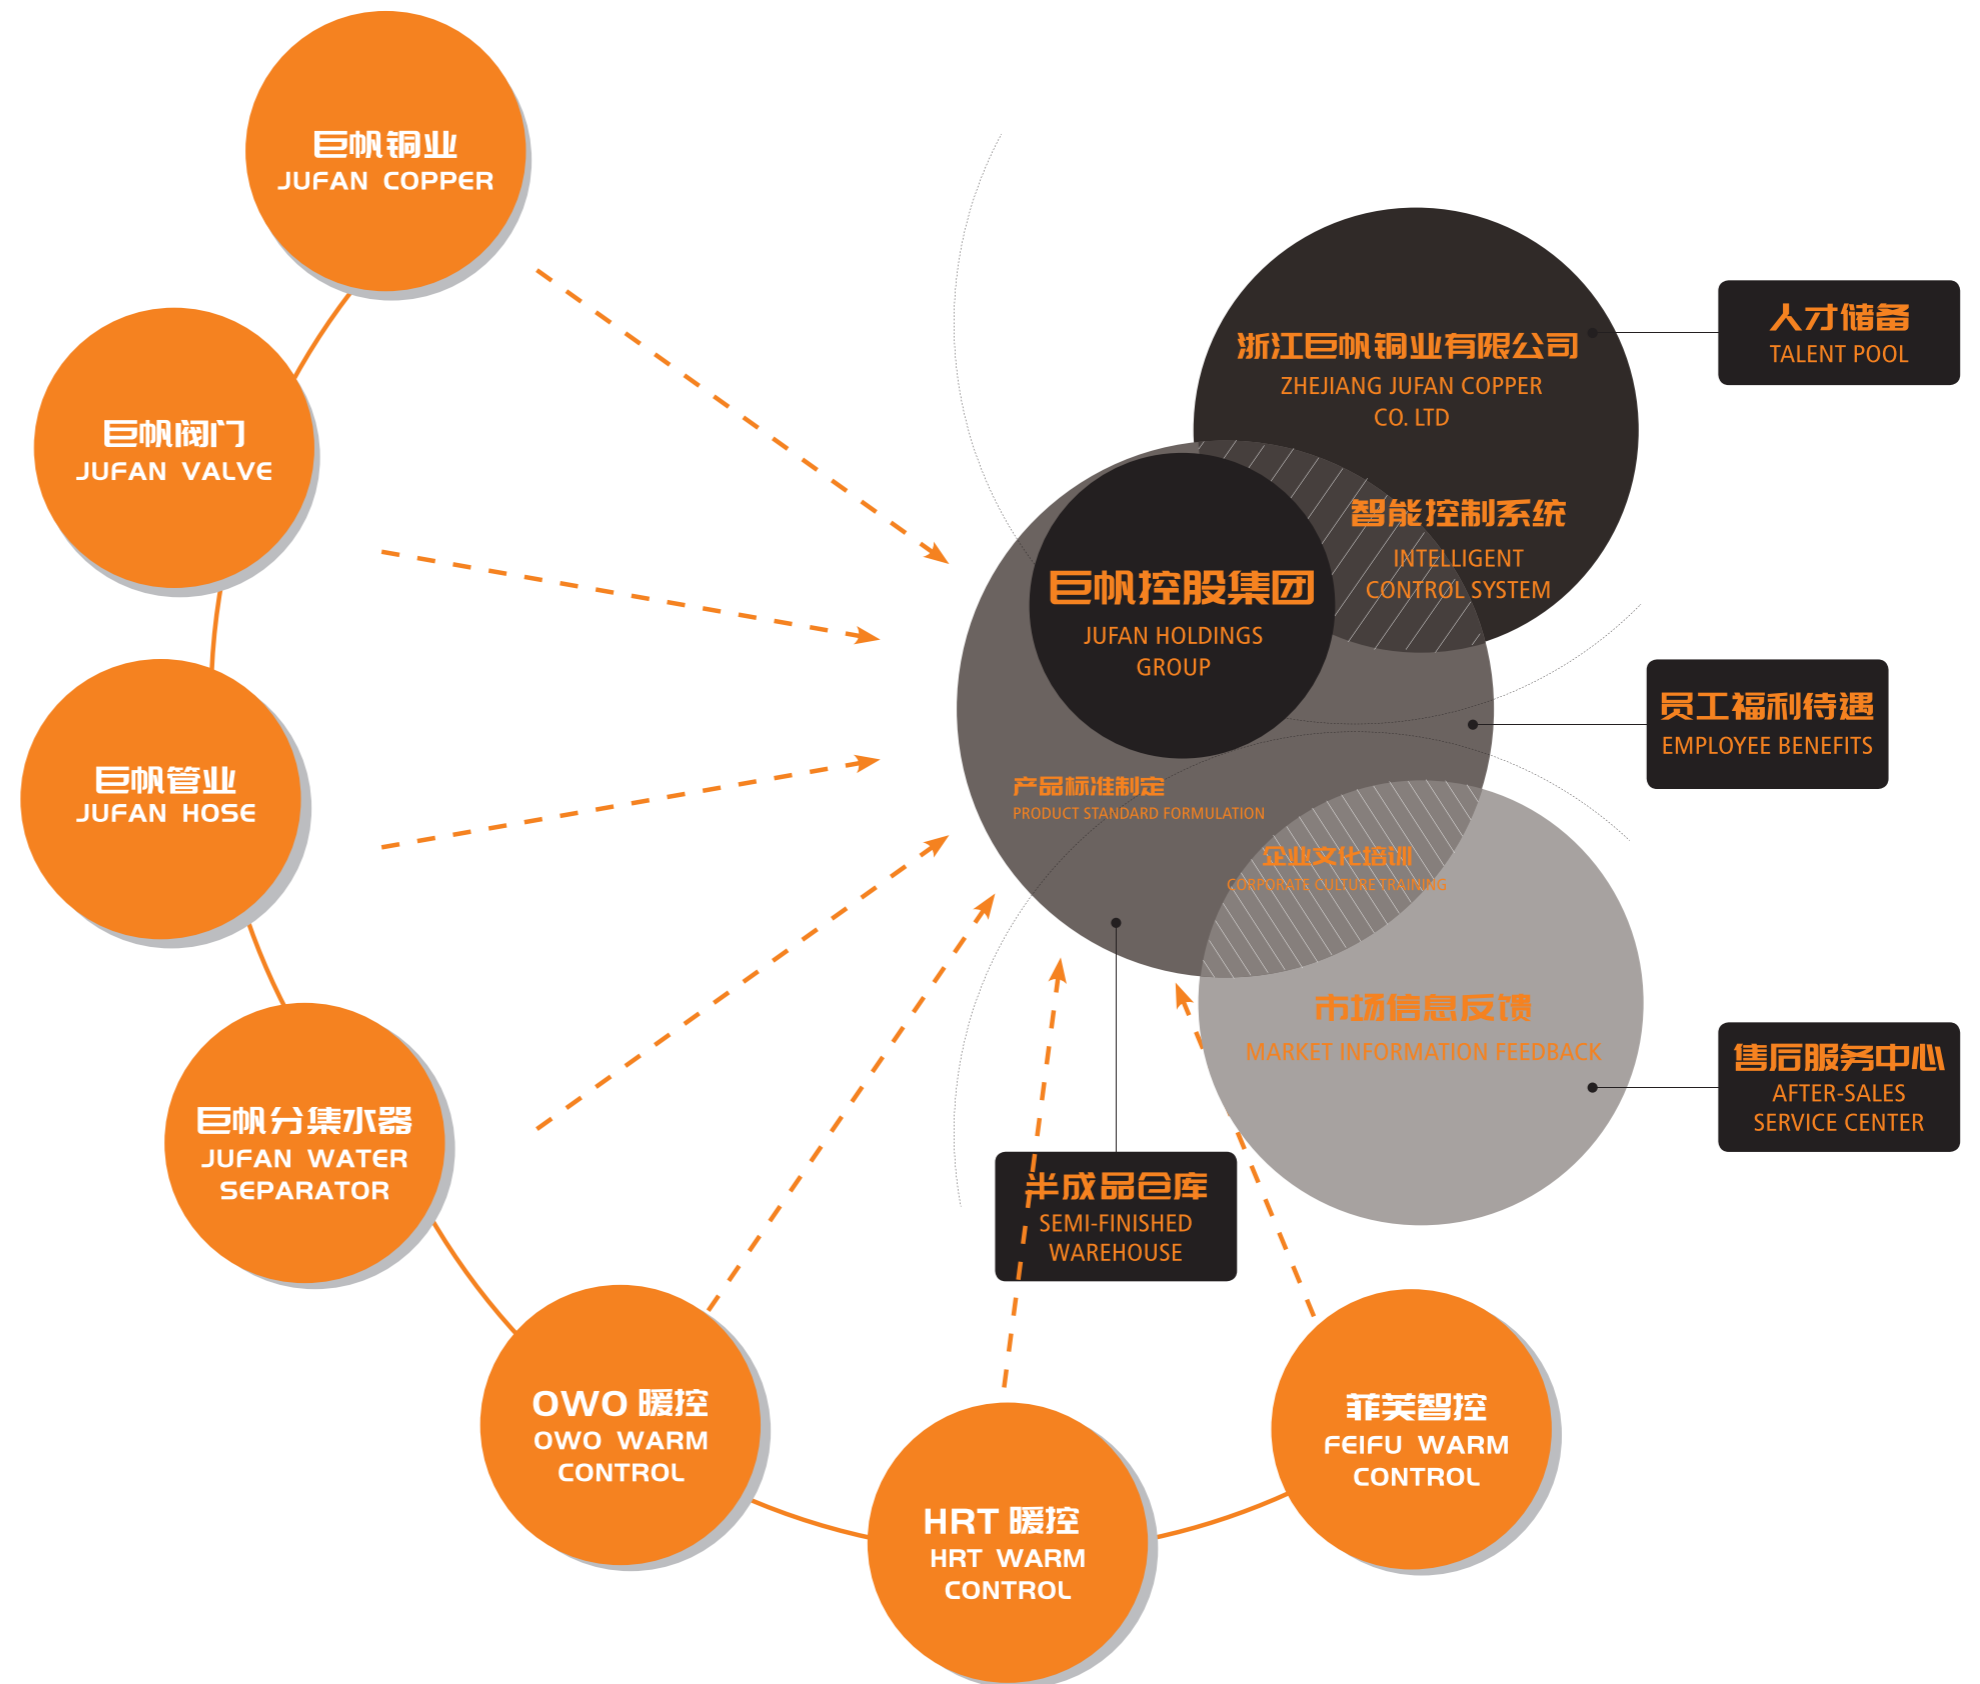 巨帆铜业
JUFAN COPPER
巨帆阀门
JUFAN VALVE
巨帆管业
JUFAN HOSE
巨帆分集水器
JUFAN WATER
SEPARATOR
OWO 暖控
OWO WARM
CONTROL
HRT 暖控
HRT WARM
CONTROL
菲芙智控
FEIFU WARM
CONTROL
浙江巨帆铜业有限公司
ZHEJIANG JUFAN COPPER
CO. LTD
智能控制系统
INTELLIGENT
CONTROL SYSTEM
巨帆控股集团
JUFAN HOLDINGS
GROUP
产品标准制定
PRODUCT STANDARD FORMULATION
企业文化培训
CORPORATE CULTURE TRAINING
市场信息反馈
MARKET INFORMATION FEEDBACK
人才储备
TALENT POOL
员工福利待遇
EMPLOYEE BENEFITS
售后服务中心
AFTER-SALES
SERVICE CENTER
半成品仓库
SEMI-FINISHED
WAREHOUSE